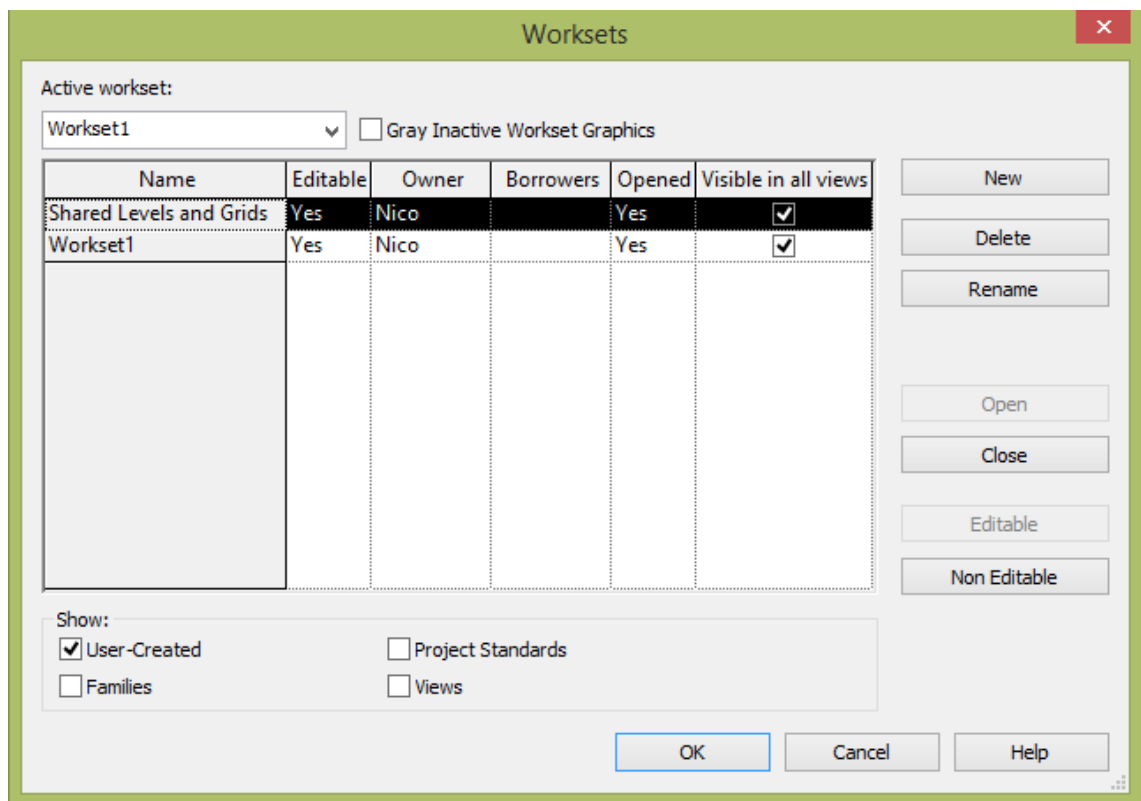 Worksets
Active workset:
Workset1
Gray Inactive Workset Graphics
Name Editable Owner Borrowers Opened Visible in all views
Shared Levels and Grids Yes Nico Yes
Workset1 Yes Nico Yes
New
Delete
Rename
Open
Close
Editable
Non Editable
Show:
User-Created Project Standards
Families Views
OK Cancel Help